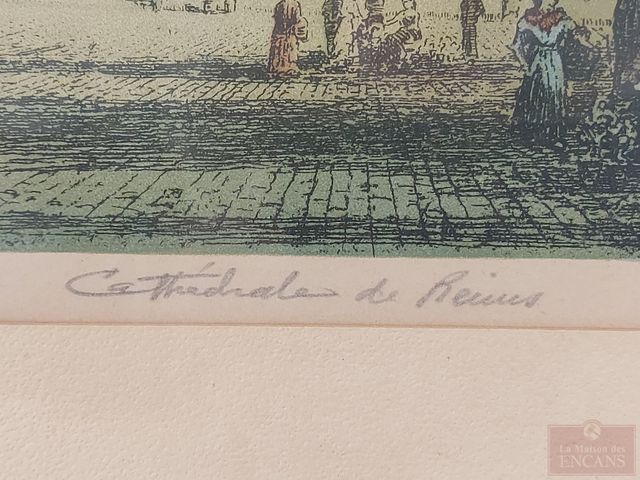 Cathédrale de Reims
La Maison des
ENCANS